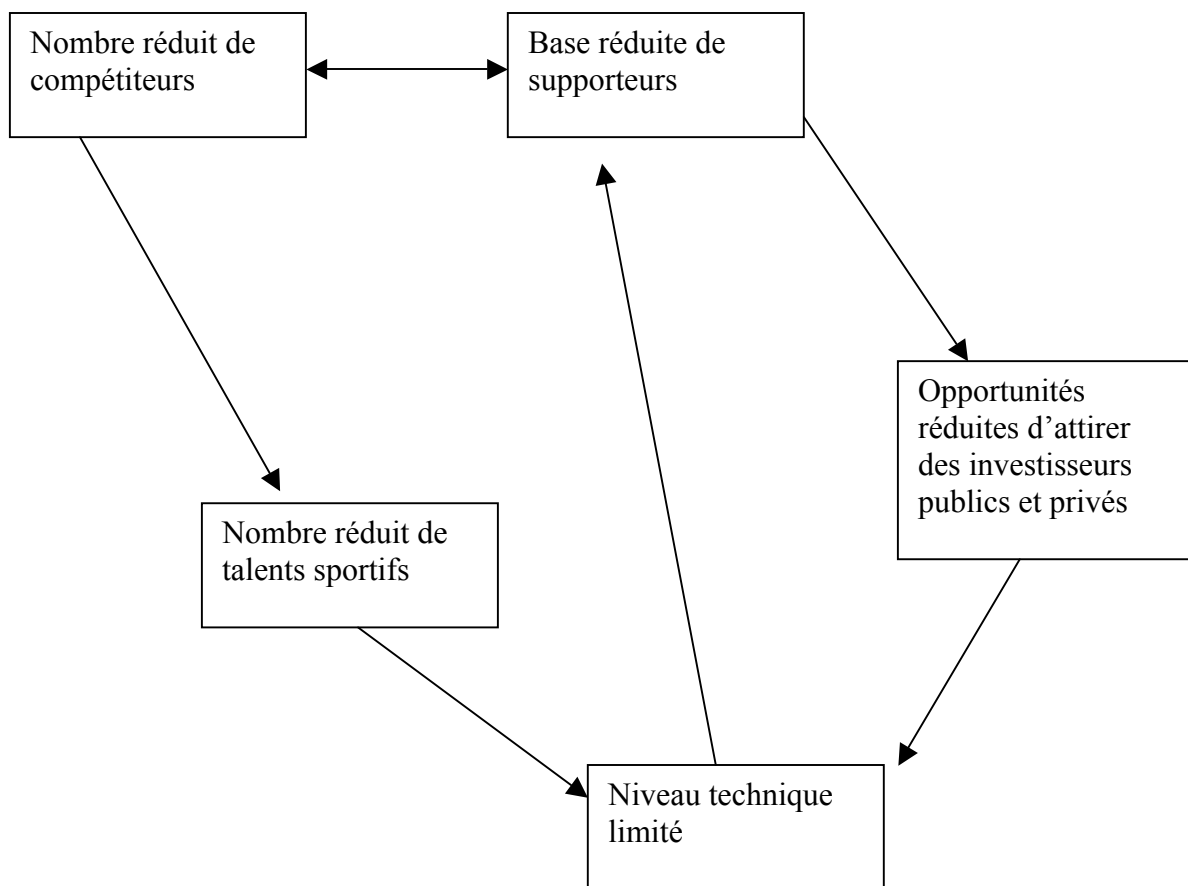 Nombre réduit de
compétiteurs
Base réduite de
supporteurs
Opportunités
réduites d’attirer
des investisseurs
publics et privés
Nombre réduit de
talents sportifs
Niveau technique
limité